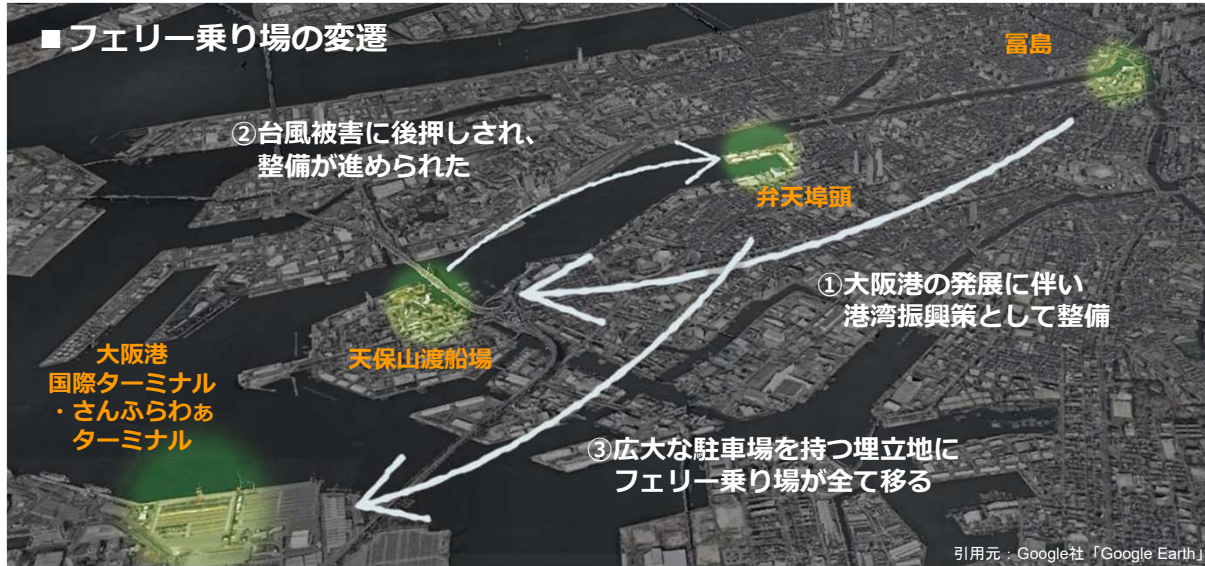 ■フェリー乗り場の変遷
冨島
②台風被害に後押しされ、
整備が進められた
弁天埠頭
①大阪港の発展に伴い
港湾振興策として整備
天保山渡船場
大阪港
国際ターミナル
・さんふらわぁ
ターミナル
③広大な駐車場を持つ埋立地に
フェリー乗り場が全て移る
引用元：Google社「Google Earth」